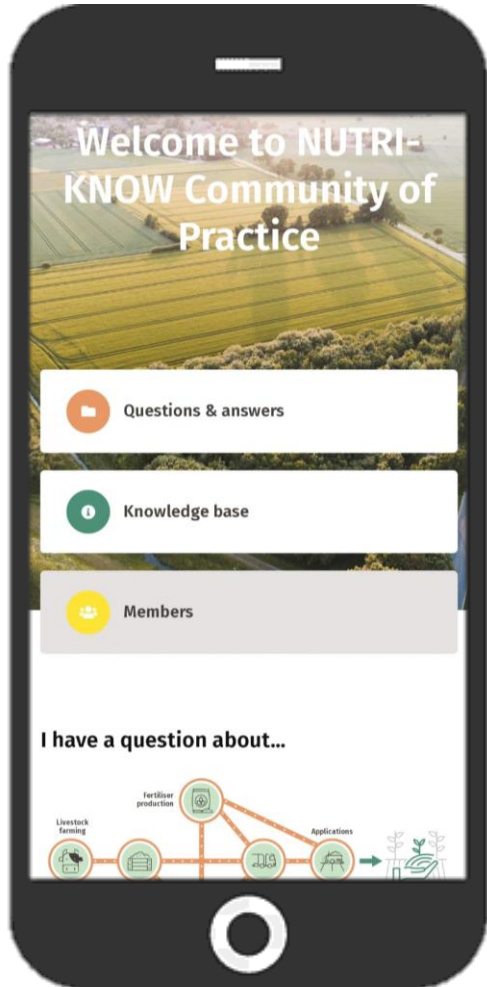 Welcome to NUTRI-
KNOW Community of
Practice
Questions & answers
Knowledge base
Members
I have a question about...
Fertiliser
production
Livestock
farming
Applications